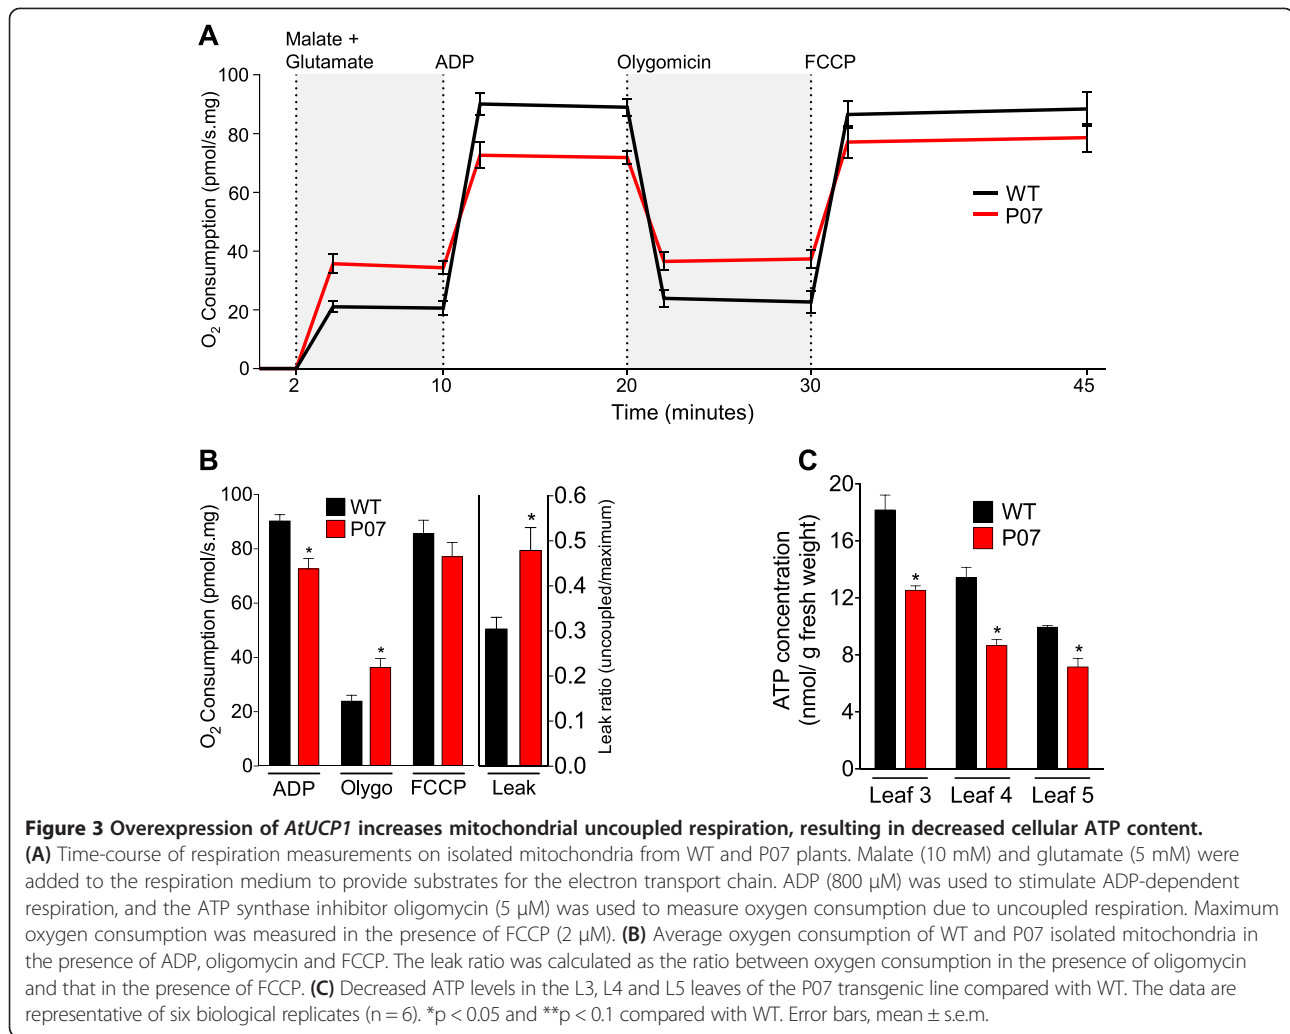 A
Malate +
Glutamate
ADP
Olygomicin
FCCP
O2 Consumpption (pmol/s.mg)
100
80
60
40
20
0
WT
P07
2
10
20
30
45
Time (minutes)
B
O2 Consumption (pmol/s.mg)
100
80
60
40
20
0
WT
P07
*
*
*
0.6
0.5
0.4
0.3
0.2
0.1
0.0
Leak ratio (uncoupled/maximum)
ADP
Olygo
FCCP
Leak
C
ATP concentration
(nmol/ g fresh weight)
20
16
12
8
4
0
WT
P07
*
*
*
Leaf 3
Leaf 4
Leaf 5
Figure 3 Overexpression of AtUCP1 increases mitochondrial uncoupled respiration, resulting in decreased cellular ATP content.
(A) Time-course of respiration measurements on isolated mitochondria from WT and P07 plants. Malate (10 mM) and glutamate (5 mM) were
added to the respiration medium to provide substrates for the electron transport chain. ADP (800 μM) was used to stimulate ADP-dependent
respiration, and the ATP synthase inhibitor oligomycin (5 μM) was used to measure oxygen consumption due to uncoupled respiration. Maximum
oxygen consumption was measured in the presence of FCCP (2 μM). (B) Average oxygen consumption of WT and P07 isolated mitochondria in
the presence of ADP, oligomycin and FCCP. The leak ratio was calculated as the ratio between oxygen consumption in the presence of oligomycin
and that in the presence of FCCP. (C) Decreased ATP levels in the L3, L4 and L5 leaves of the P07 transgenic line compared with WT. The data are
representative of six biological replicates (n = 6). *p < 0.05 and **p < 0.1 compared with WT. Error bars, mean ± s.e.m.